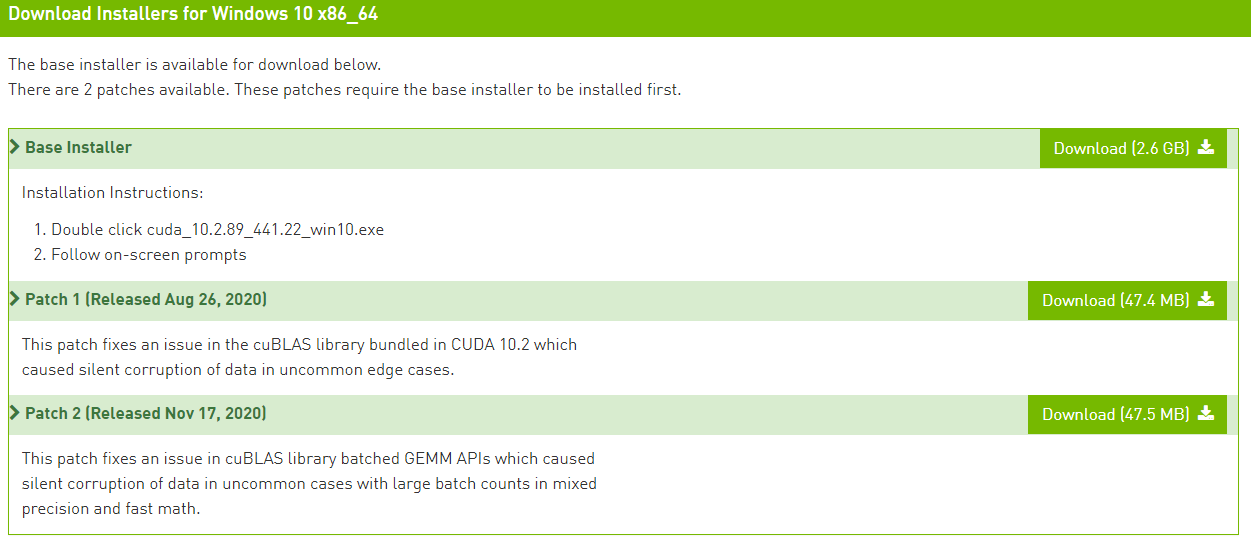 Download Installers for Windows 10 x86_64
The base installer is available for download below.
There are 2 patches available. These patches require the base installer to be installed first.
Base Installer
Download (2.6 GB)
Installation Instructions:
1. Double click cuda_10.2.89_441.22_win10.exe
2. Follow on-screen prompts
Patch 1 (Released Aug 26, 2020)
Download (47.4 MB)
This patch fixes an issue in the cuBLAS library bundled in CUDA 10.2 which
caused silent corruption of data in uncommon edge cases.
Patch 2 (Released Nov 17, 2020)
Download (47.5 MB)
This patch fixes an issue in cuBLAS library batched GEMM APIs which caused
silent corruption of data in uncommon cases with large batch counts in mixed
precision and fast math.